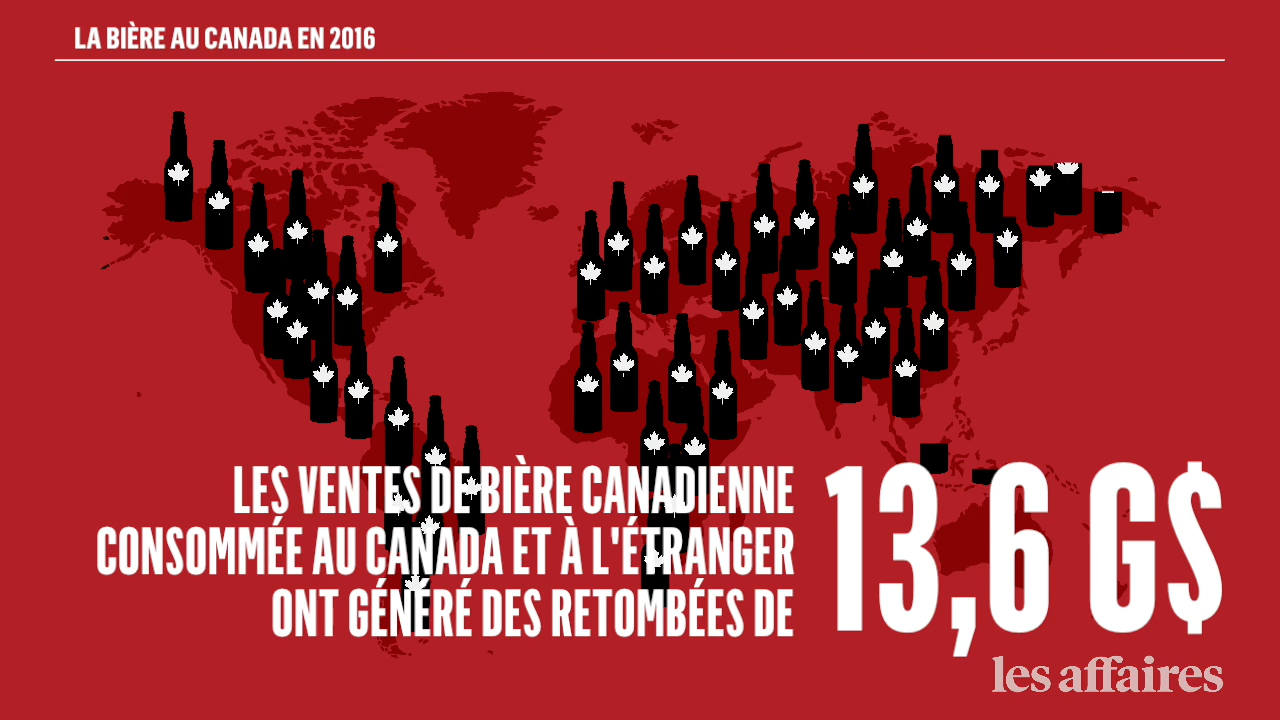 LA BIÈRE AU CANADA EN 2016
LES VENTES DE BIÈRE CANADIENNE
CONSOMMÉE AU CANADA ET À L'ÉTRANGER
ONT GÉNÉRÉ DES RETOMBÉES DE
13,6 G$
les affaires